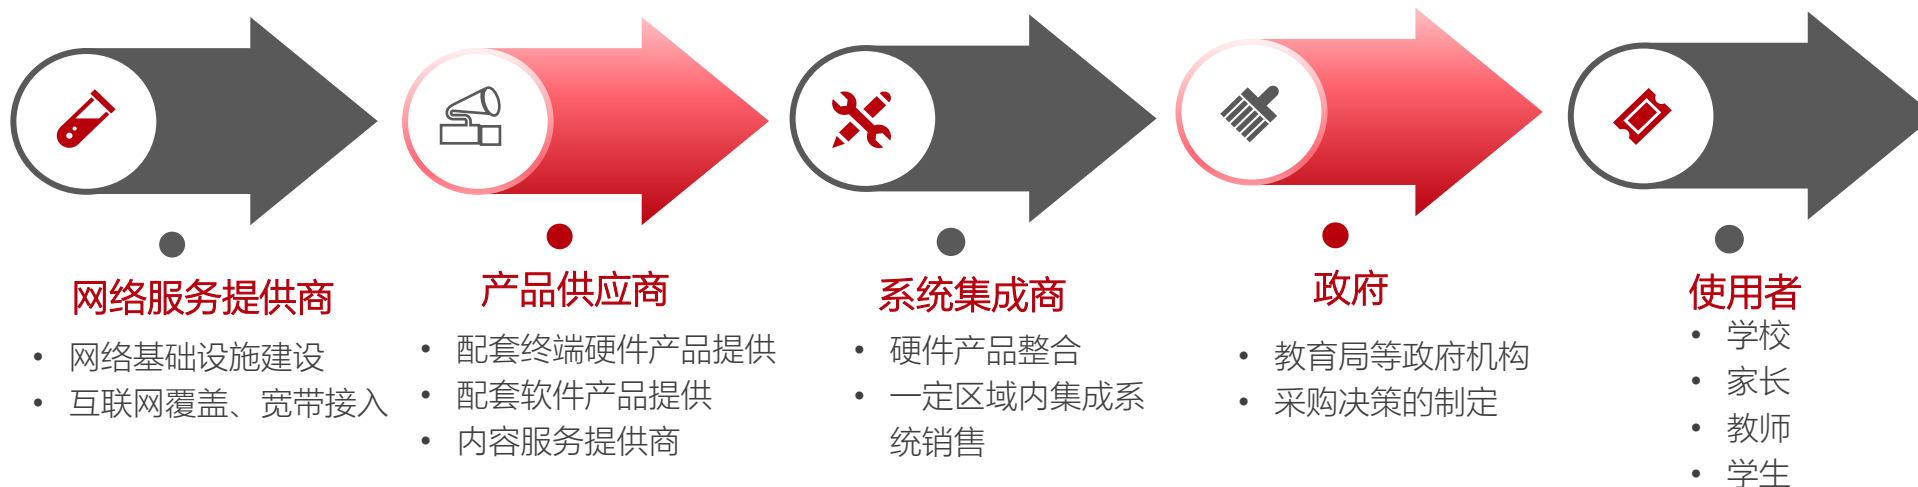 网络服务提供商
• 网络基础设施建设
• 互联网覆盖、宽带接入
产品供应商
• 配套终端硬件产品提供
• 配套软件产品提供
• 内容服务提供商
系统集成商
• 硬件产品整合
• 一定区域内集成系
统销售
政府
• 教育局等政府机构
• 采购决策的制定
使用者
• 学校
• 家长
• 教师
• 学生